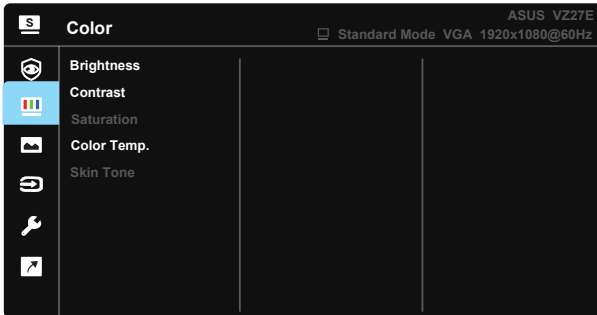 S
ASUS VZ27E
Color
Standard Mode VGA 1920x1080@60Hz
Brightness
Contrast
Saturation
Color Temp.
Skin Tone